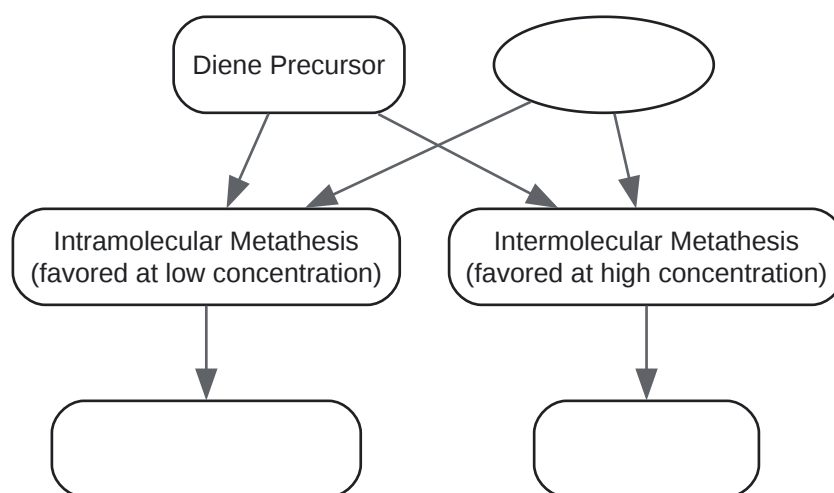 Diene Precursor
Intramolecular Metathesis
(favored at low concentration)
Intermolecular Metathesis
(favored at high concentration)